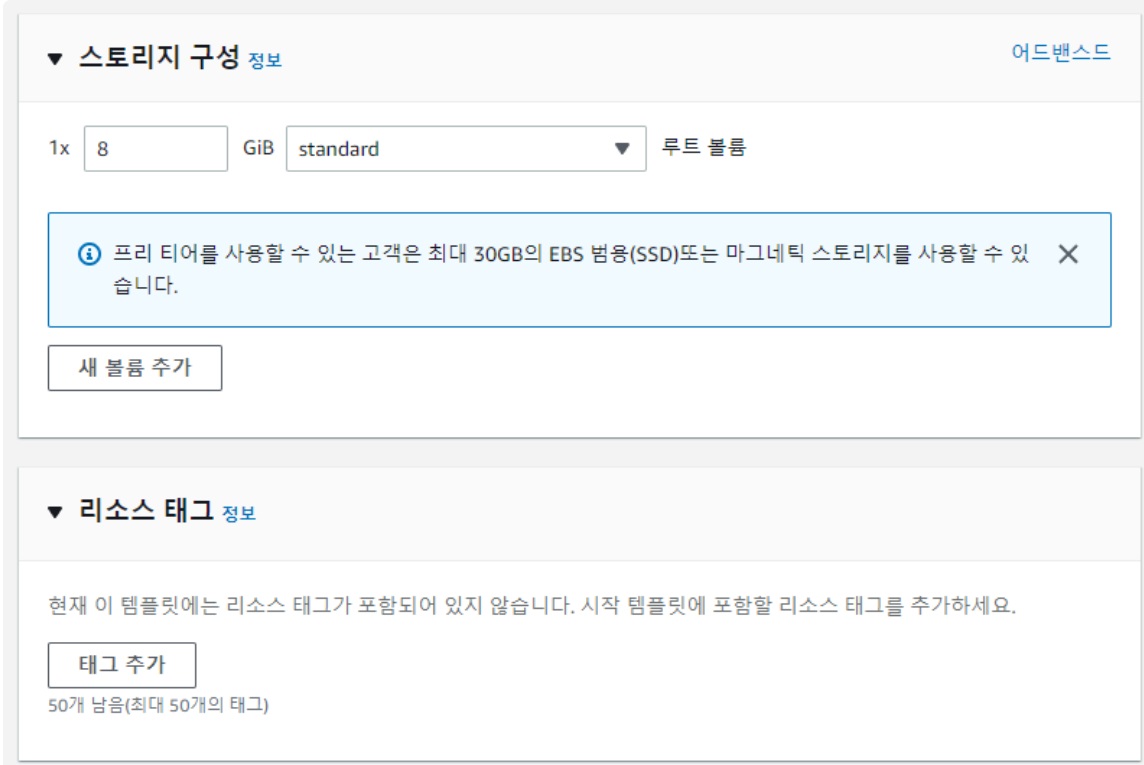 스토리지 구성 정보
어드밴스드
1x 8 GiB standard 루트 볼륨
프리 티어를 사용할 수 있는 고객은 최대 30GB의 EBS 범용(SSD)또는 마그네틱 스토리지를 사용할 수 있
습니다.
새 볼륨 추가
리소스 태그 정보
현재 이 템플릿에는 리소스 태그가 포함되어 있지 않습니다. 시작 템플릿에 포함할 리소스 태그를 추가하세요.
태그 추가
50개 남음(최대 50개의 태그)